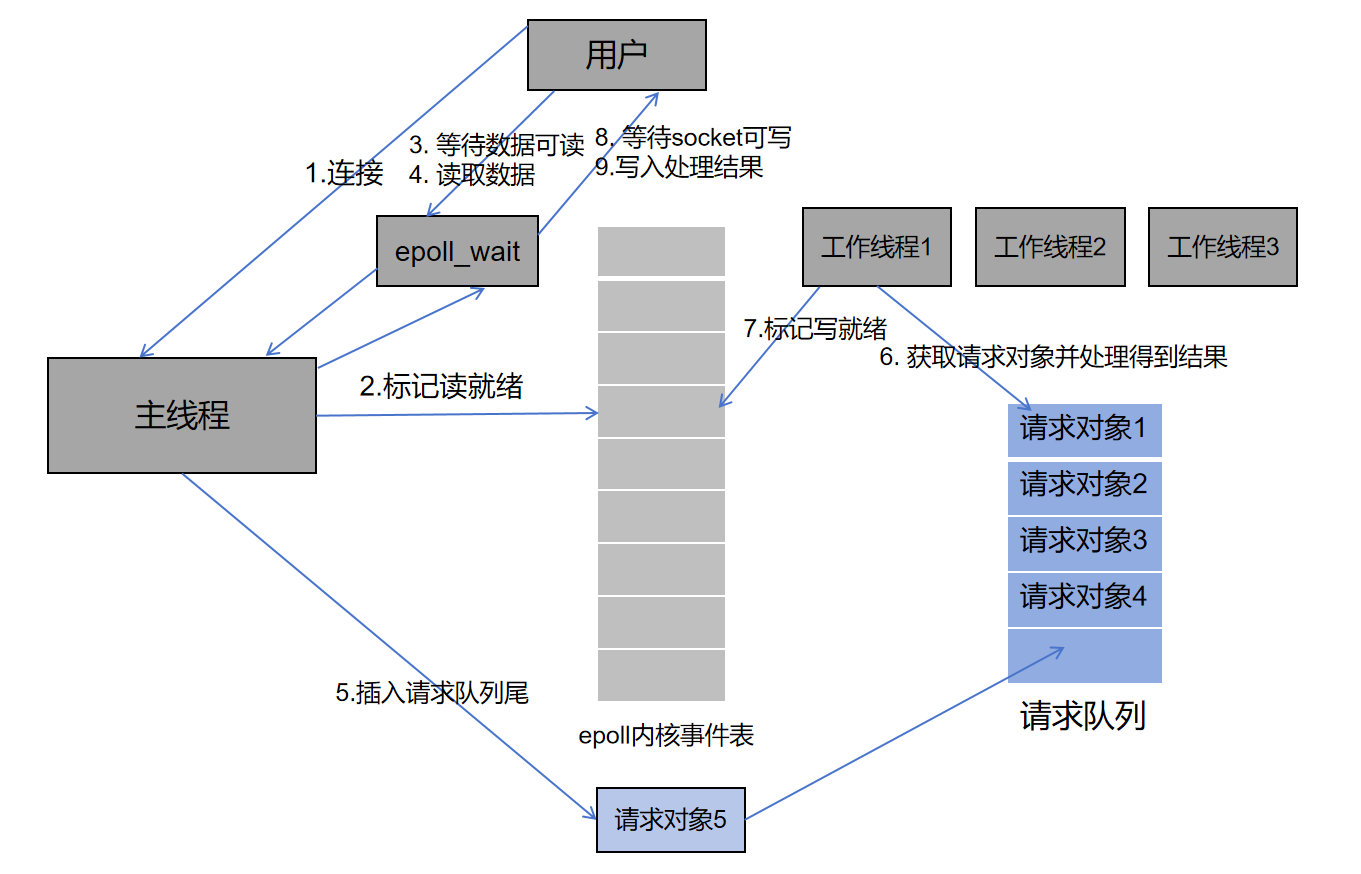 用户
1.连接
3. 等待数据可读
4. 读取数据
8. 等待socket可写
9.写入处理结果
epoll_wait
工作线程1
工作线程2
工作线程3
7.标记写就绪
6. 获取请求对象并处理得到结果
2.标记读就绪
主线程
请求对象1
请求对象2
请求对象3
请求对象4
请求队列
5.插入请求队列尾
epoll内核事件表
请求对象5